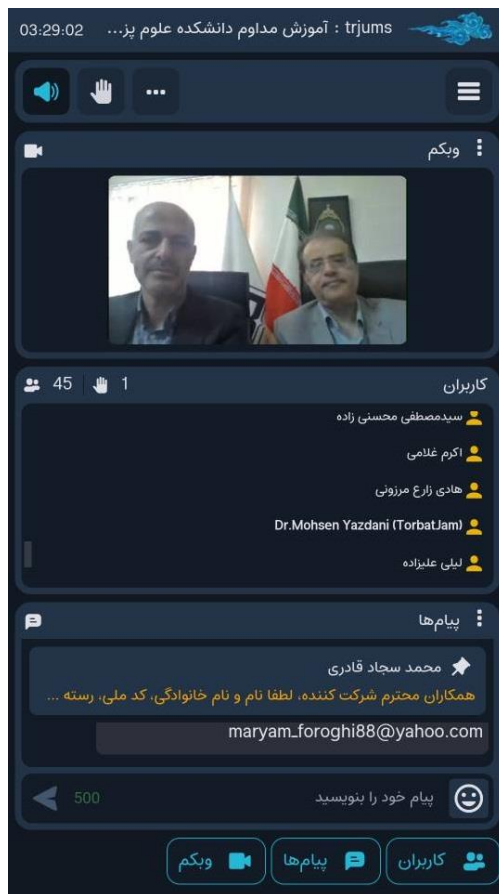 trjums : آموزش مداوم دانشکده علوم پز... 03:29:02
وبکم
کاربران 1 45
سیدمصطفی محسنی زاده
اکرم غلامی
هادی زارع مرزونی
Dr.Mohsen Yazdani (TorbatJam)
لیلی علیزاده
پیام‌ها
محمد سجاد قادری
همکاران محترم شرکت کننده، لطفا نام و نام خانوادگی، کد ملی، رسته ...
maryam_foroghi88@yahoo.com
پیام خود را بنویسید 500
کاربران پیام‌ها وبکم